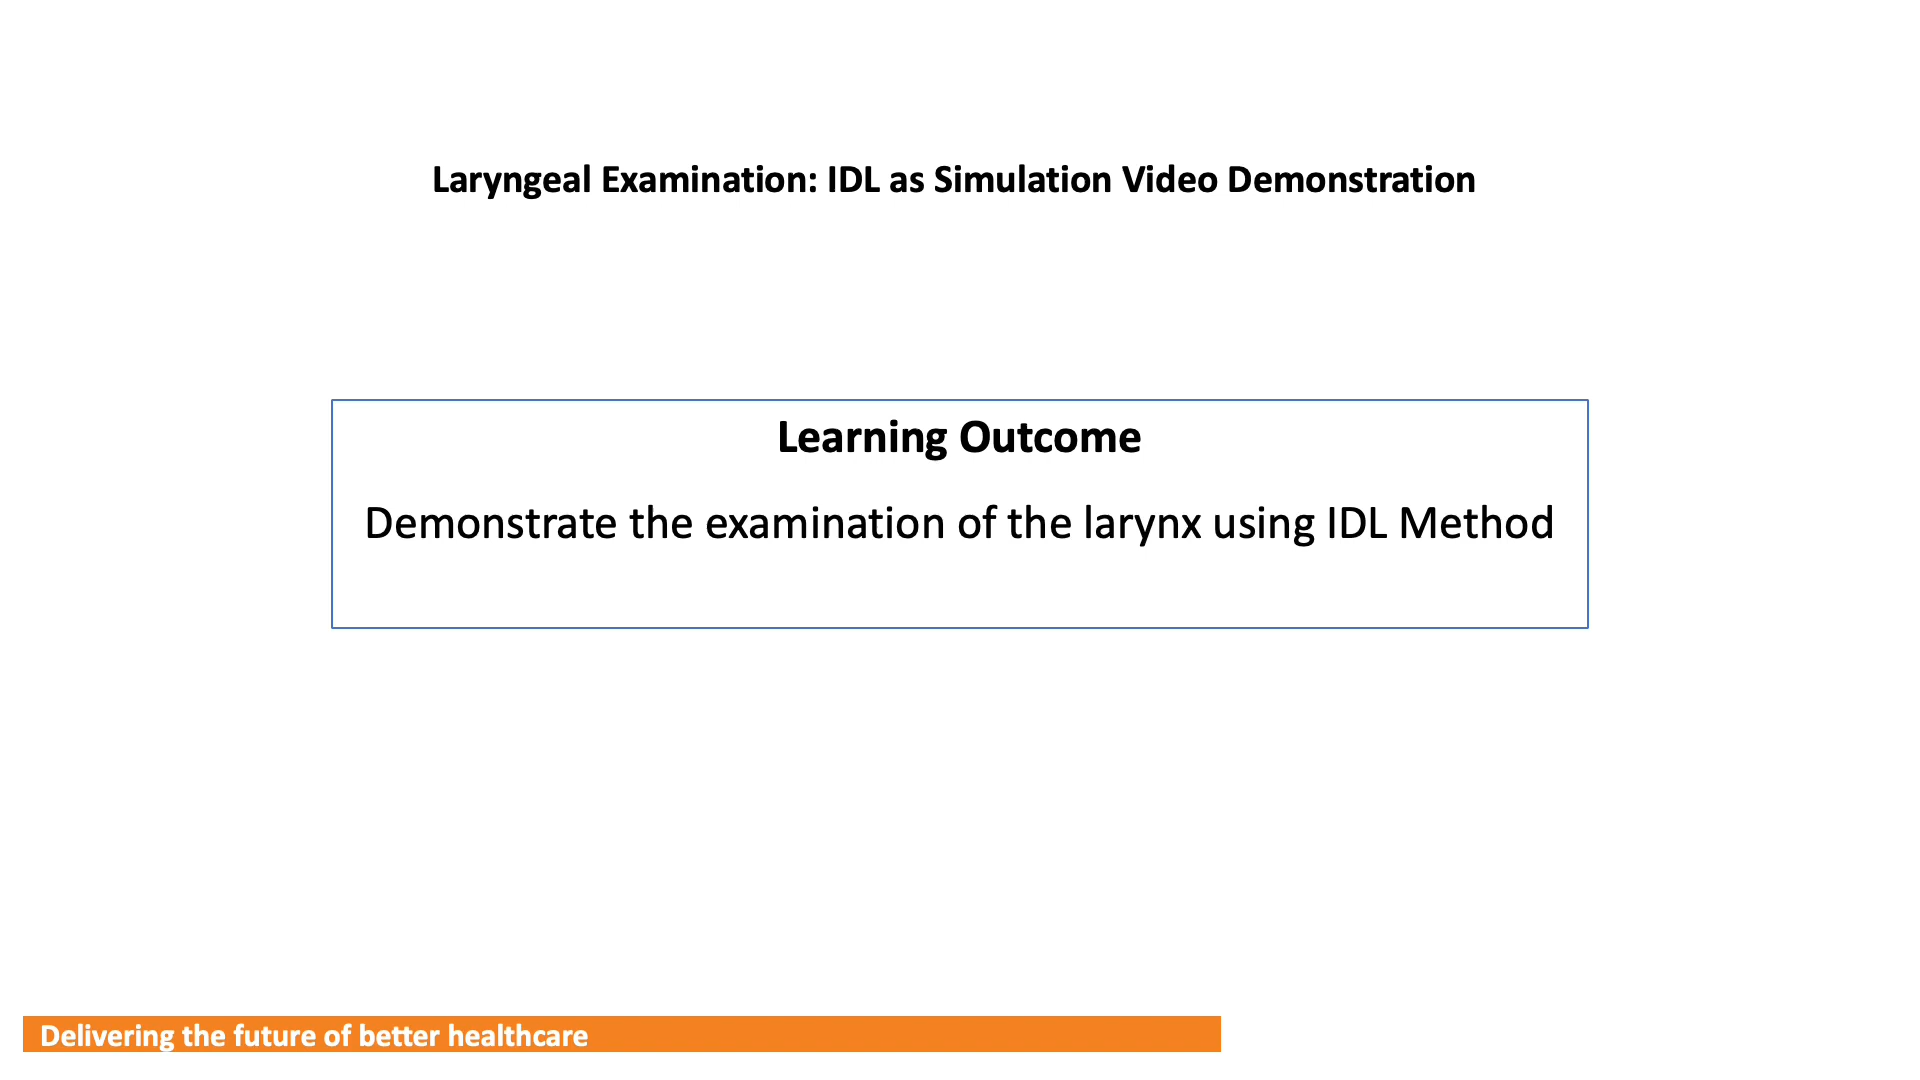 Laryngeal Examination: IDL as Simulation Video Demonstration
Learning Outcome
Demonstrate the examination of the larynx using IDL Method
Delivering the future of better healthcare